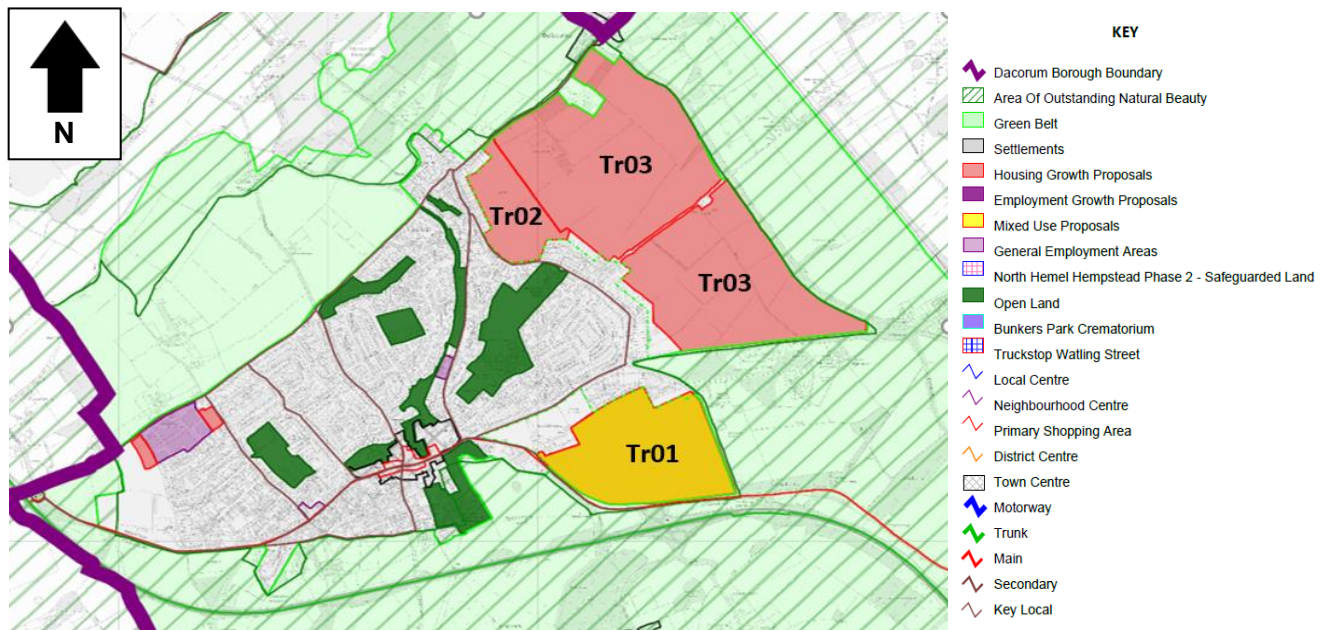 N
Tr03
Tr02
Tr03
Tr01
KEY
Dacorum Borough Boundary
Area Of Outstanding Natural Beauty
Green Belt
Settlements
Housing Growth Proposals
Employment Growth Proposals
Mixed Use Proposals
General Employment Areas
North Hemel Hempstead Phase 2 - Safeguarded Land
Open Land
Bunkers Park Crematorium
Truckstop Watling Street
Local Centre
Neighbourhood Centre
Primary Shopping Area
District Centre
Town Centre
Motorway
Trunk
Main
Secondary
Key Local